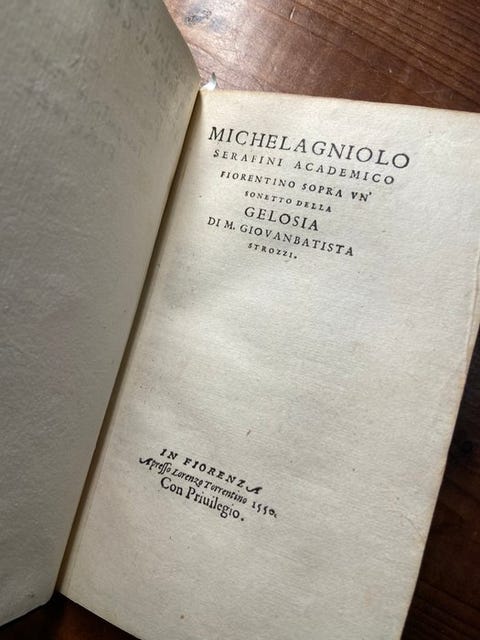 MICHELAGNIOLO
SERAFINI ACADEMICO
FIORENTINO SOPRA VN'
SONETTO DELLA
GELOSIA
DI M. GIOVANBATISTA
STROZZI.
IN FIORENZA
Apresso Lorenzo Torrentino 1550.
Con Priuilegio.